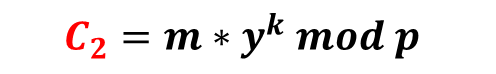 C₂ = m * yᵏ mod p